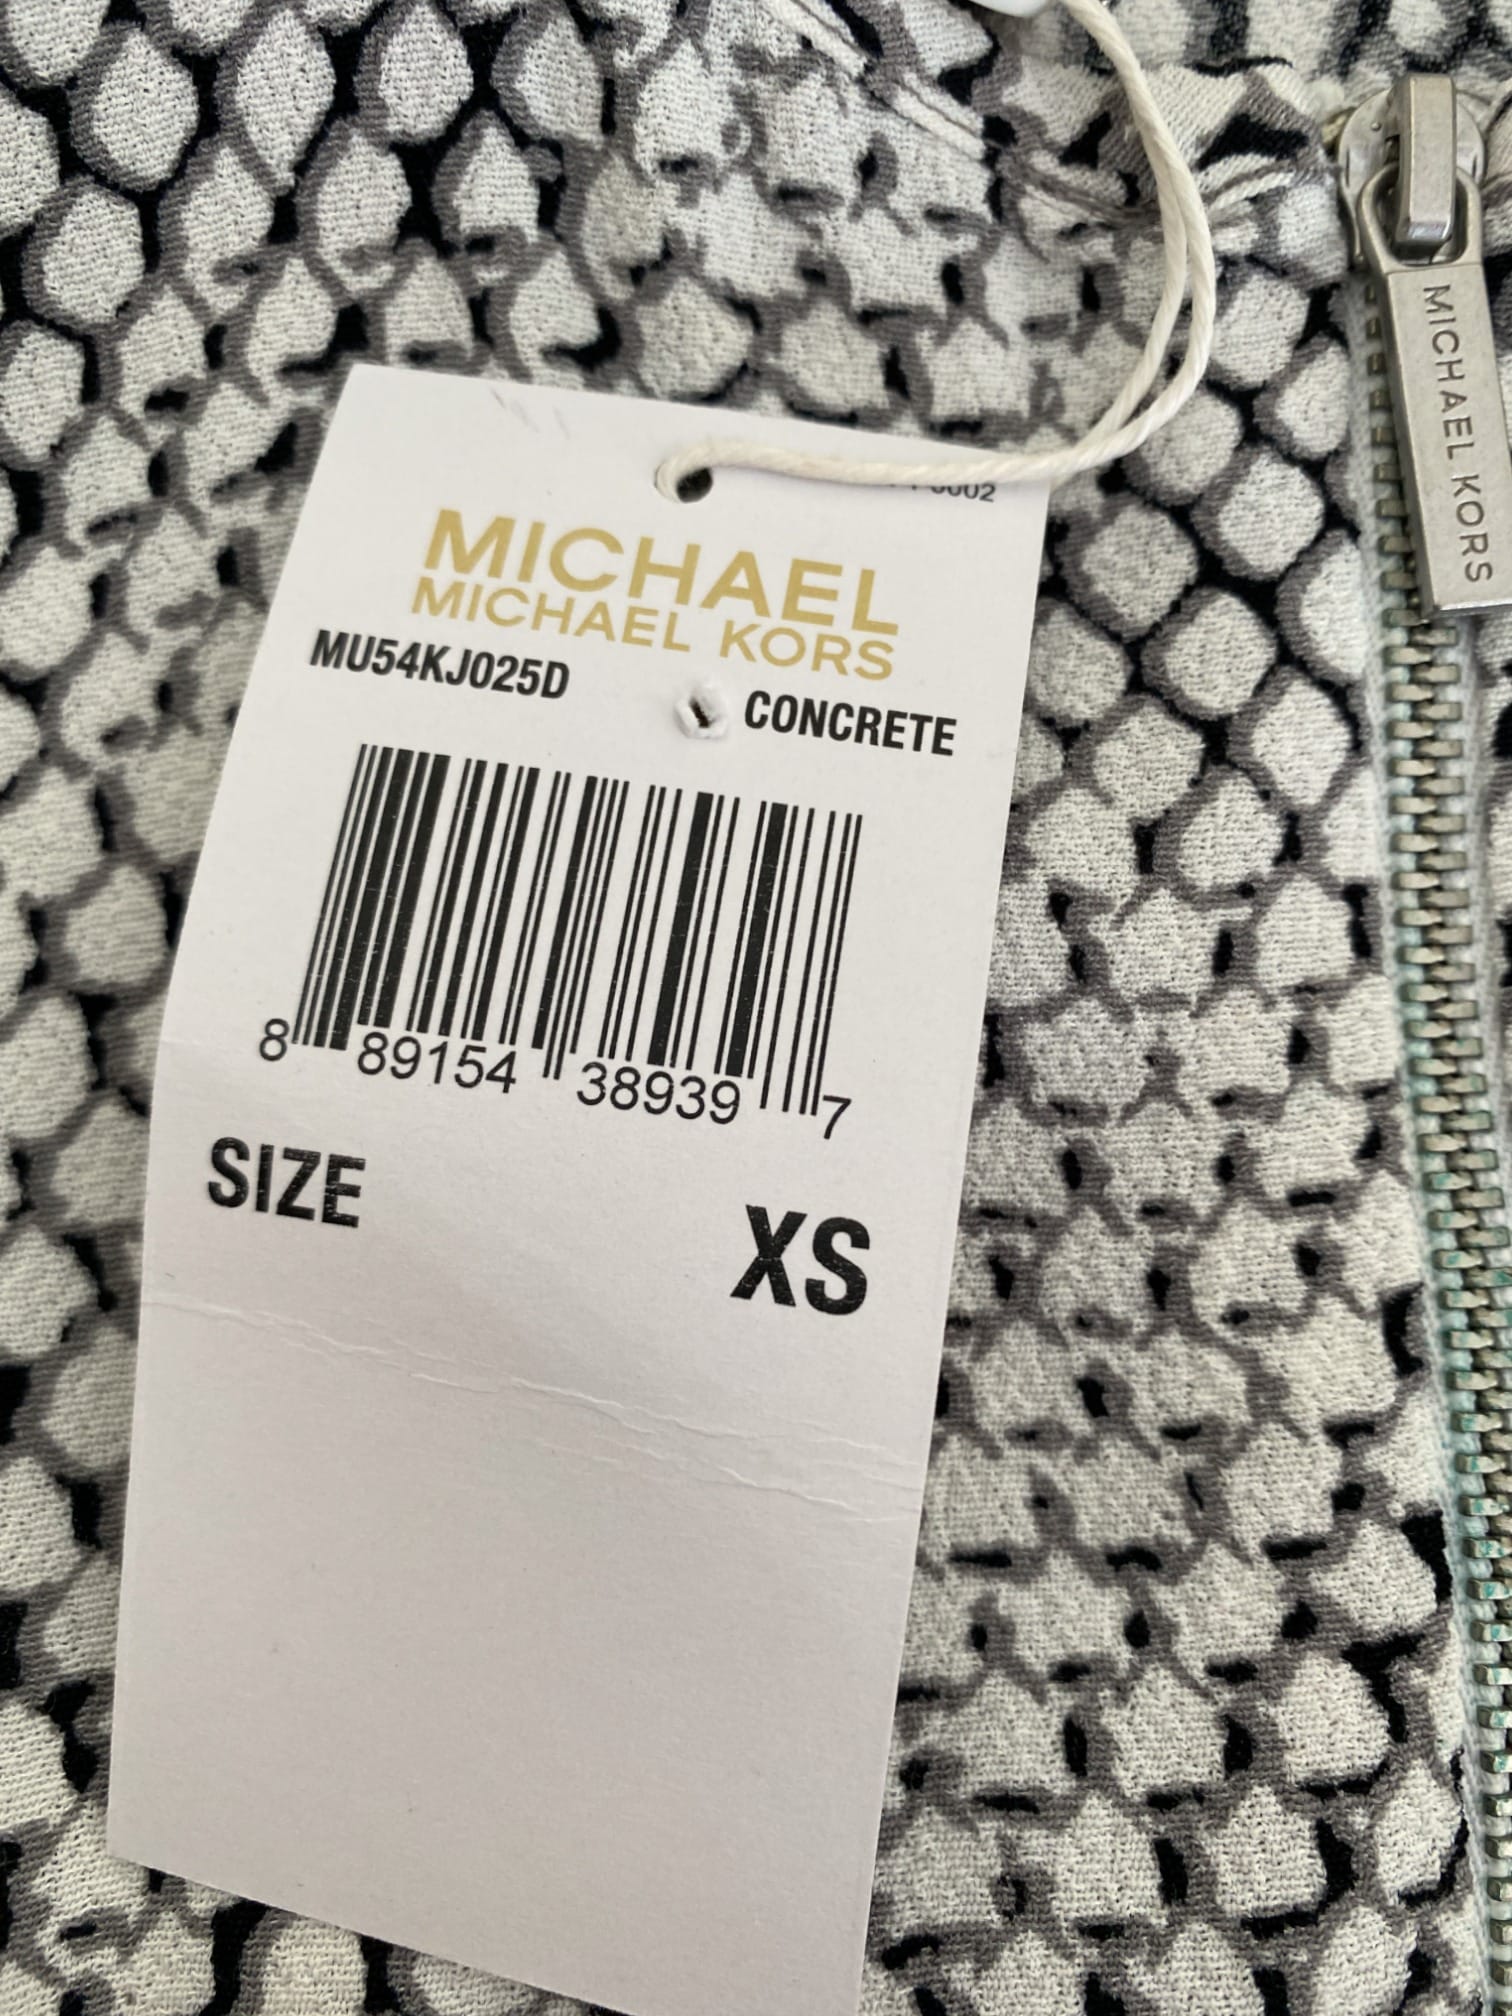 MICHAEL
MICHAEL KORS
MU54KJ025D
CONCRETE
8 89154 38939 7
SIZE XS
MICHAEL KORS